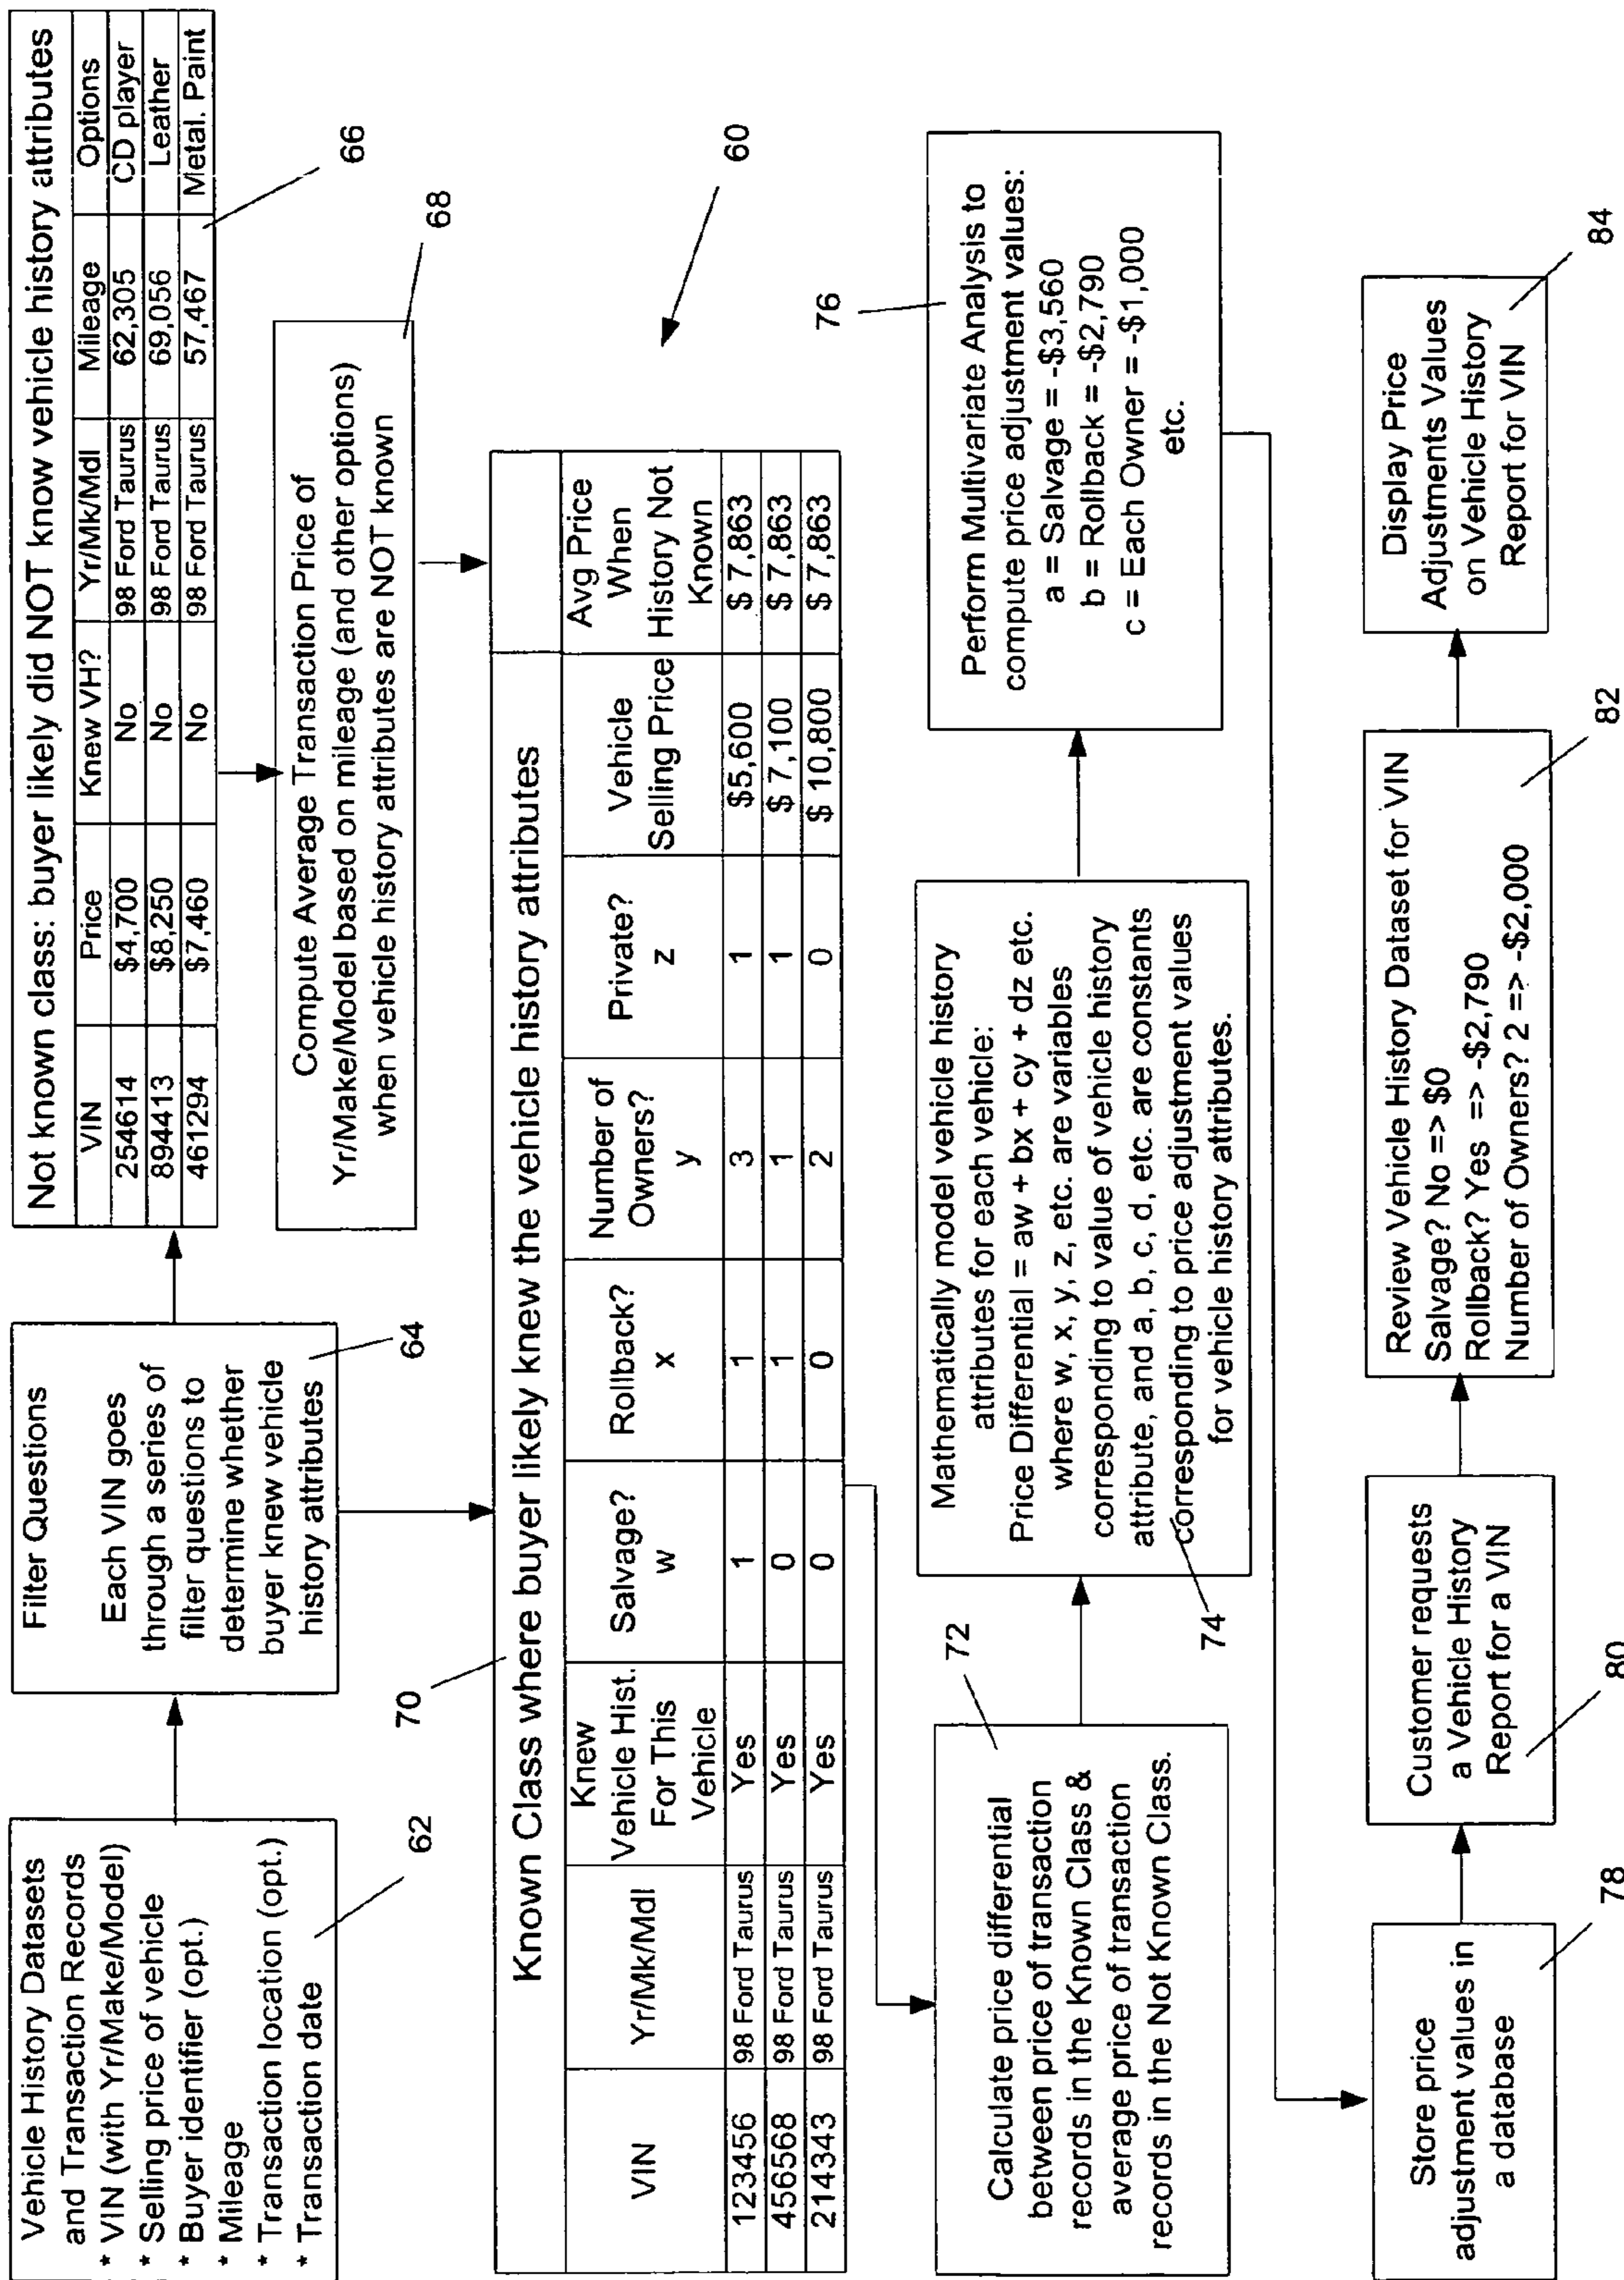 Vehicle History Datasets
and Transaction Records
* VIN (with Yr/Make/Model)
* Selling price of vehicle
* Buyer identifier (opt.)
* Mileage
* Transaction location (opt.)
* Transaction date
62
Filter Questions
Each VIN goes
through a series of
filter questions to
determine whether
buyer knew vehicle
history attributes
64
Not known class: buyer likely did NOT know vehicle history attributes
VIN Price Knew VH? Yr/Mk/Mdl Mileage Options
254614 $4,700 No 98 Ford Taurus 62,305 CD player
894413 $8,250 No 98 Ford Taurus 69,056 Leather
461294 $7,460 No 98 Ford Taurus 57,467 Metal. Paint
66
Compute Average Transaction Price of
Yr/Make/Model based on mileage (and other options)
when vehicle history attributes are NOT known
68
60
70
Known Class where buyer likely knew the vehicle history attributes
VIN Yr/Mk/Mdl Knew Vehicle Hist. For This Vehicle Salvage? w Rollback? x Number of Owners? y Private? z Vehicle Selling Price Avg Price When History Not Known
123456 98 Ford Taurus Yes 1 1 3 1 $5,600 $ 7,863
456568 98 Ford Taurus Yes 0 1 1 1 $ 7,100 $ 7,863
214343 98 Ford Taurus Yes 0 0 2 0 $ 10,800 $ 7,863
72
Calculate price differential
between price of transaction
records in the Known Class &
average price of transaction
records in the Not Known Class.
Mathematically model vehicle history
attributes for each vehicle:
Price Differential = aw + bx + cy + dz etc.
where w, x, y, z, etc. are variables
corresponding to value of vehicle history
attribute, and a, b, c, d, etc. are constants
corresponding to price adjustment values
for vehicle history attributes.
74
76
Perform Multivariate Analysis to
compute price adjustment values:
a = Salvage = -$3,560
b = Rollback = -$2,790
c = Each Owner = -$1,000
etc.
Store price
adjustment values in
a database
78
Customer requests
a Vehicle History
Report for a VIN
80
Review Vehicle History Dataset for VIN
Salvage? No => $0
Rollback? Yes => -$2,790
Number of Owners? 2 => -$2,000
82
Display Price
Adjustments Values
on Vehicle History
Report for VIN
84